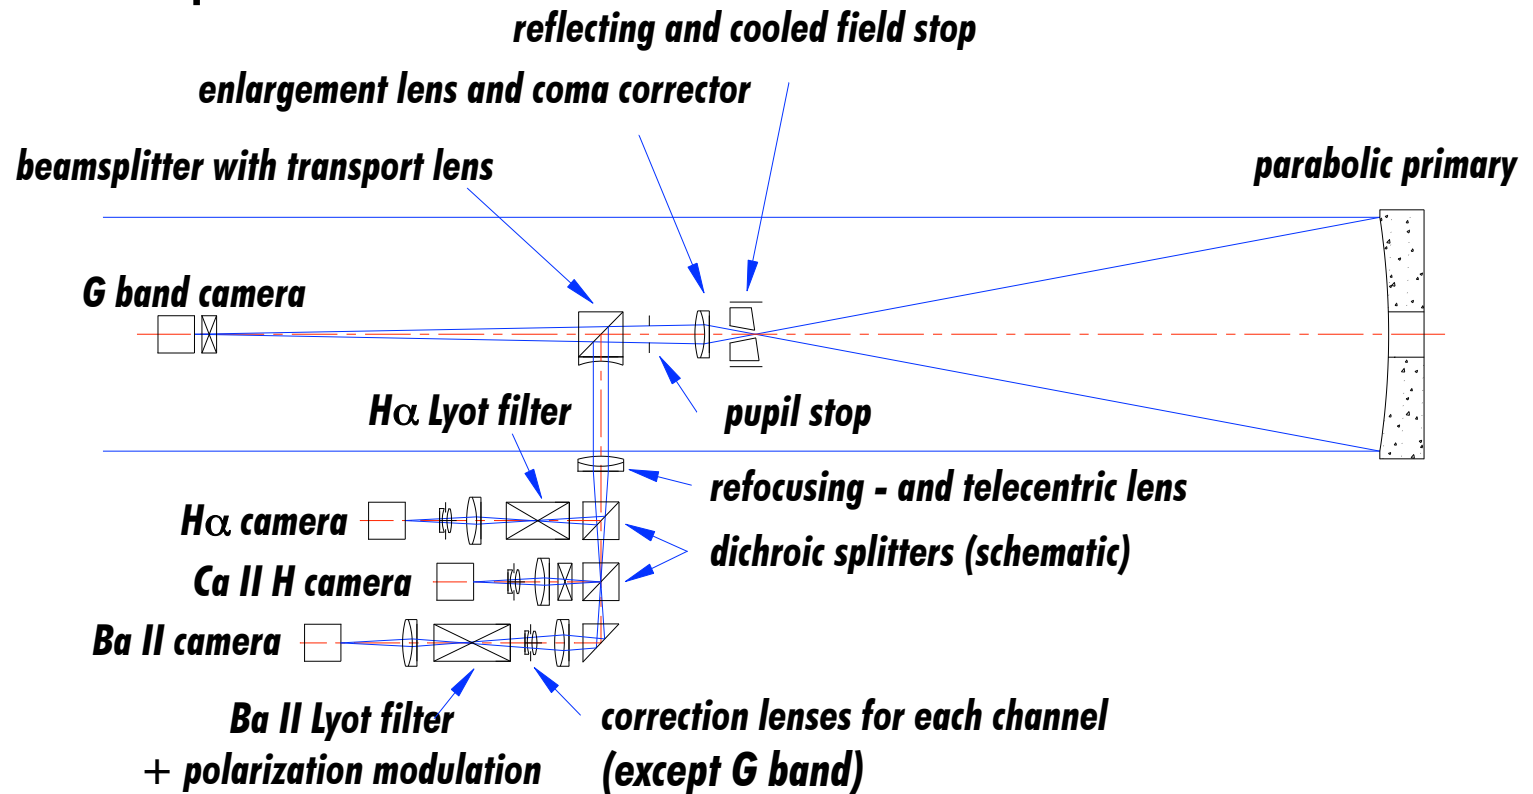 reflecting and cooled field stop
enlargement lens and coma corrector
beamsplitter with transport lens
parabolic primary
G band camera
Hα Lyot filter
pupil stop
refocusing - and telecentric lens
Hα camera
dichroic splitters (schematic)
Ca II H camera
Ba II camera
Ba II Lyot filter
+ polarization modulation
correction lenses for each channel
(except G band)